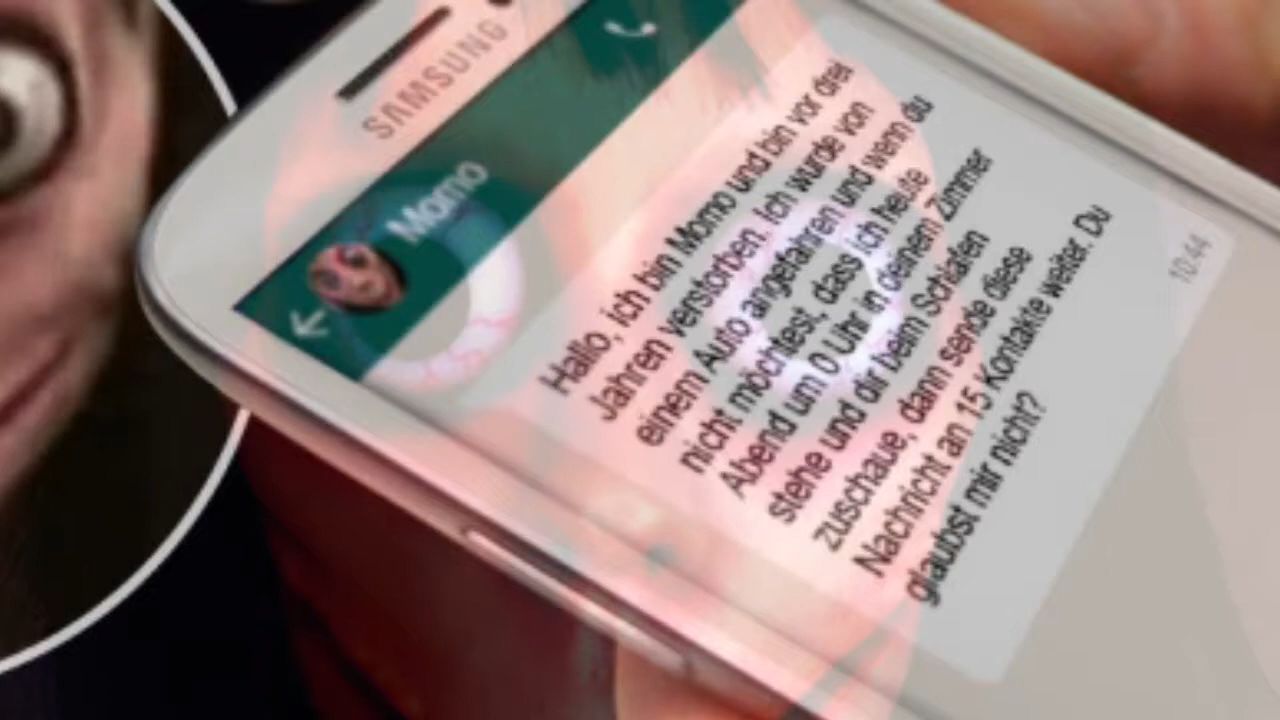 SAMSUNG
Momo
Hallo, ich bin Momo und bin vor drei
Jahren verstorben. Ich wurde von
einem Auto angefahren und wenn du
nicht möchtest, dass ich heute
Abend um 0 Uhr in deinem Zimmer
stehe und dir beim Schlafen
zuschaue, dann sende diese
Nachricht an 15 Kontakte weiter. Du
glaubst mir nicht?
10:44